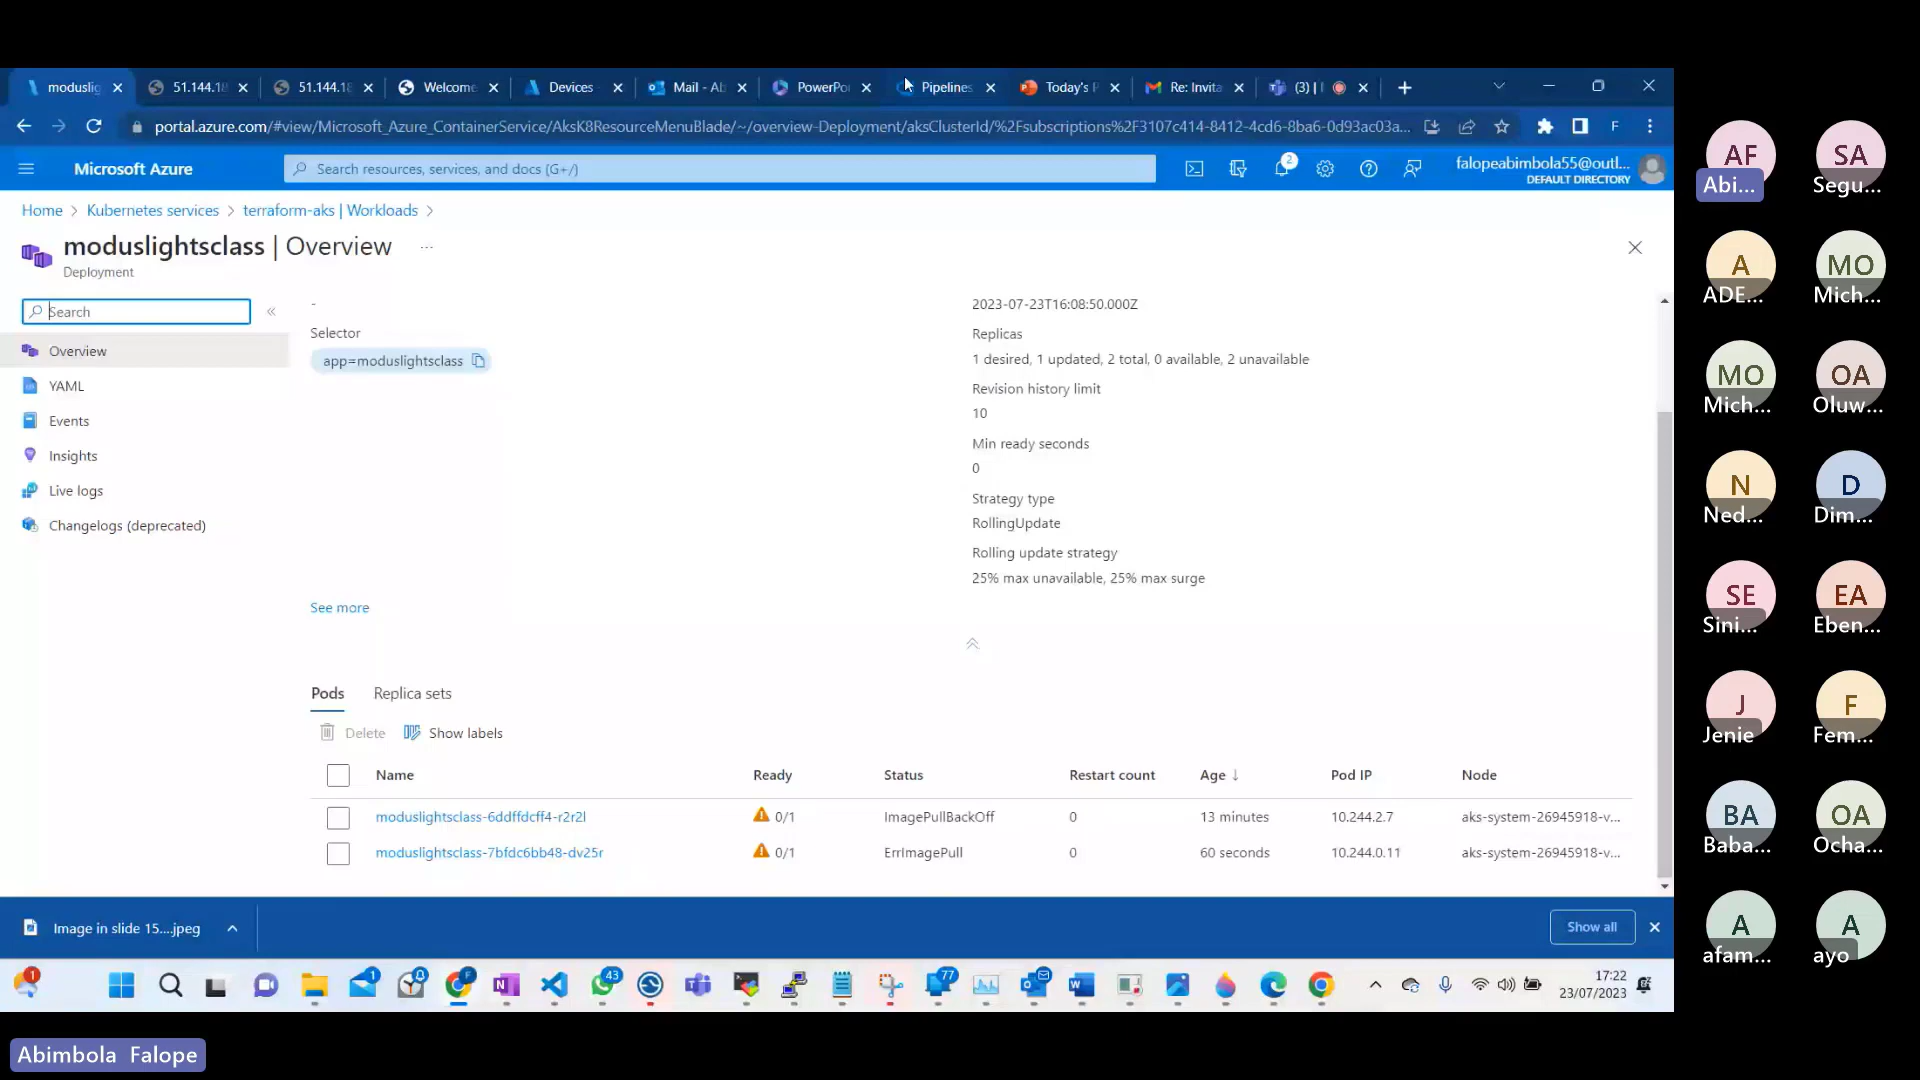 moduslig
51.144.18
51.144.18
Welcome
Devices
Mail - Ab
PowerPoi
Pipelines
Today's P
Re: Invita
(3) |
portal.azure.com/#view/Microsoft_Azure_ContainerService/AksK8ResourceMenuBlade/~/overview-Deployment/aksClusterId/%2Fsubscriptions%2F3107c414-8412-4cd6-8ba6-0d93ac03a...
F
Microsoft Azure
Search resources, services, and docs (G+/)
2
falopeabimbola55@outl...
DEFAULT DIRECTORY
Home > Kubernetes services > terraform-aks | Workloads >
moduslightsclass | Overview ...
Deployment
Search
«
Overview
YAML
Events
Insights
Live logs
Changelogs (deprecated)
-
Selector
app=moduslightsclass
See more
2023-07-23T16:08:50.000Z
Replicas
1 desired, 1 updated, 2 total, 0 available, 2 unavailable
Revision history limit
10
Min ready seconds
0
Strategy type
RollingUpdate
Rolling update strategy
25% max unavailable, 25% max surge
Pods Replica sets
Delete Show labels
Name Ready Status Restart count Age ↓ Pod IP Node
moduslightsclass-6ddffdcff4-r2r2l 0/1 ImagePullBackOff 0 13 minutes 10.244.2.7 aks-system-26945918-v...
moduslightsclass-7bfdc6bb48-dv25r 0/1 ErrImagePull 0 60 seconds 10.244.0.11 aks-system-26945918-v...
Image in slide 15....jpeg
Show all
1
1
43
77
17:22
23/07/2023
AF
Abi...
SA
Segu...
A
ADE...
MO
Mich...
MO
Mich...
OA
Oluw...
N
Ned...
D
Dim...
SE
Sini...
EA
Eben...
J
Jenie
F
Fem...
BA
Baba...
OA
Ocha...
A
afam...
A
ayo
Abimbola Falope